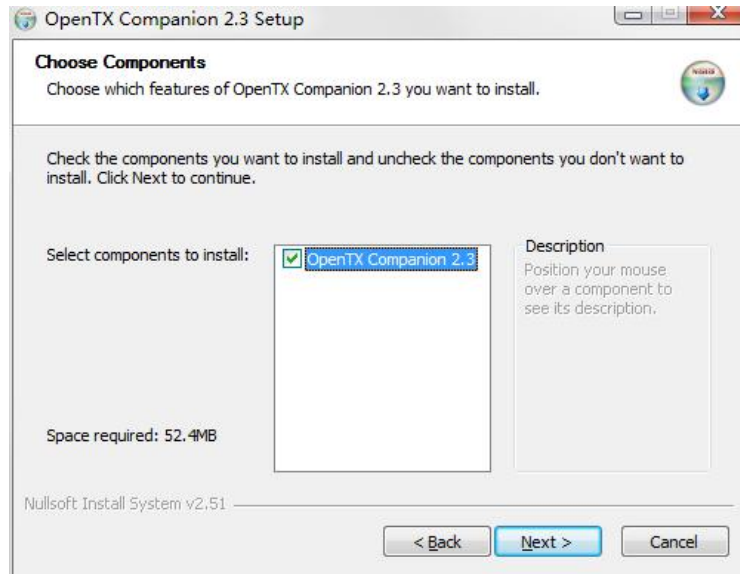 OpenTX Companion 2.3 Setup
Choose Components
Choose which features of OpenTX Companion 2.3 you want to install.
Check the components you want to install and uncheck the components you don't want to
install. Click Next to continue.
Select components to install:
OpenTX Companion 2.3
Description
Position your mouse
over a component to
see its description.
Space required: 52.4MB
Nullsoft Install System v2.51
< Back
Next >
Cancel